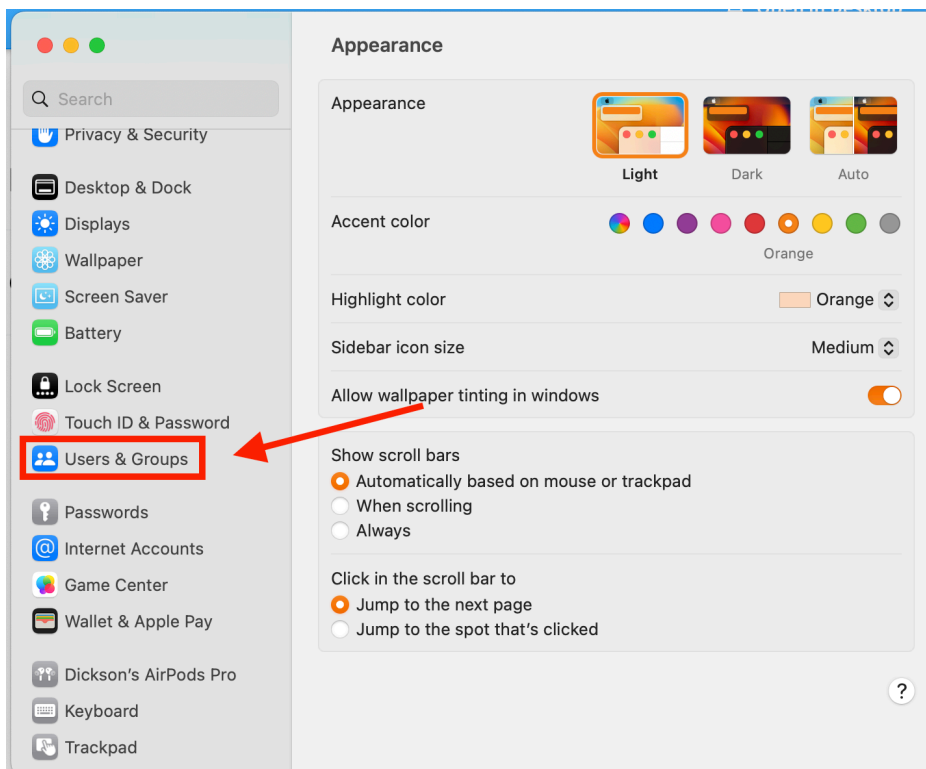 Appearance
Search
Privacy & Security
Desktop & Dock
Displays
Wallpaper
Screen Saver
Battery
Lock Screen
Touch ID & Password
Users & Groups
Passwords
Internet Accounts
Game Center
Wallet & Apple Pay
Dickson's AirPods Pro
Keyboard
Trackpad
Appearance
Light
Dark
Auto
Accent color
Orange
Highlight color
Orange
Sidebar icon size
Medium
Allow wallpaper tinting in windows
Show scroll bars
Automatically based on mouse or trackpad
When scrolling
Always
Click in the scroll bar to
Jump to the next page
Jump to the spot that's clicked
?